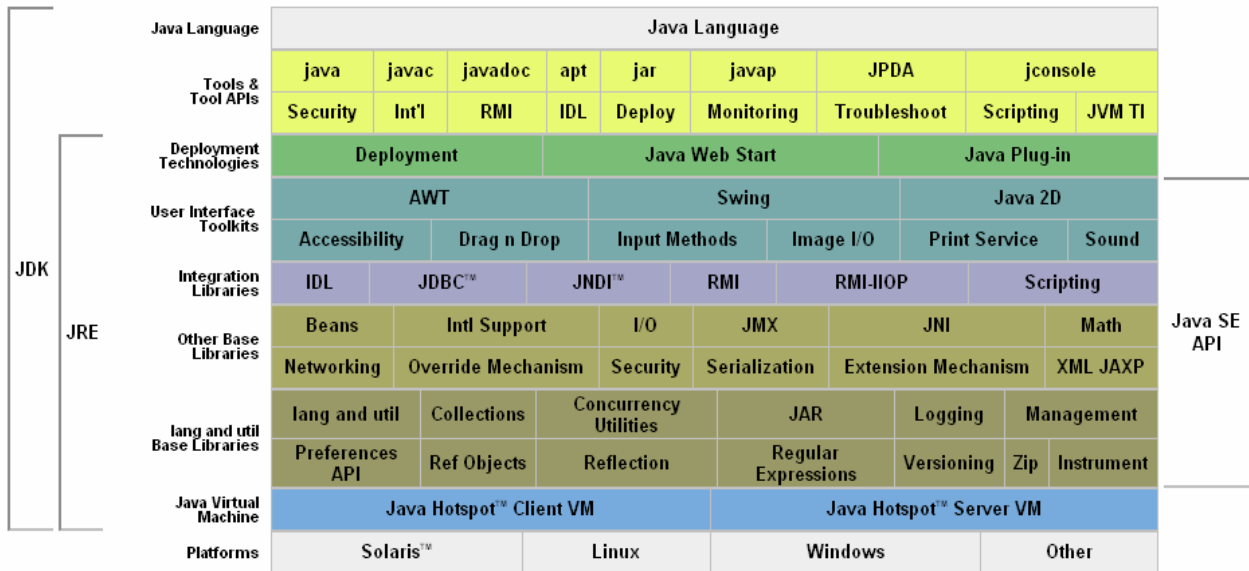 Java Language
Java Language
Tools &
Tool APIs
java javac javadoc apt jar javap JPDA jconsole
Security Int'l RMI IDL Deploy Monitoring Troubleshoot Scripting JVM TI
Deployment
Technologies
Deployment Java Web Start Java Plug-in
User Interface
Toolkits
AWT Swing Java 2D
Accessibility Drag n Drop Input Methods Image I/O Print Service Sound
Integration
Libraries
IDL JDBC™ JNDI™ RMI RMI-IIOP Scripting
Other Base
Libraries
Beans Intl Support I/O JMX JNI Math
Networking Override Mechanism Security Serialization Extension Mechanism XML JAXP
lang and util
Base Libraries
lang and util Collections Concurrency
Utilities JAR Logging Management
Preferences
API Ref Objects Reflection Regular
Expressions Versioning Zip Instrument
Java Virtual
Machine
Java Hotspot™ Client VM Java Hotspot™ Server VM
Platforms
Solaris™ Linux Windows Other
JDK
JRE
Java SE
API